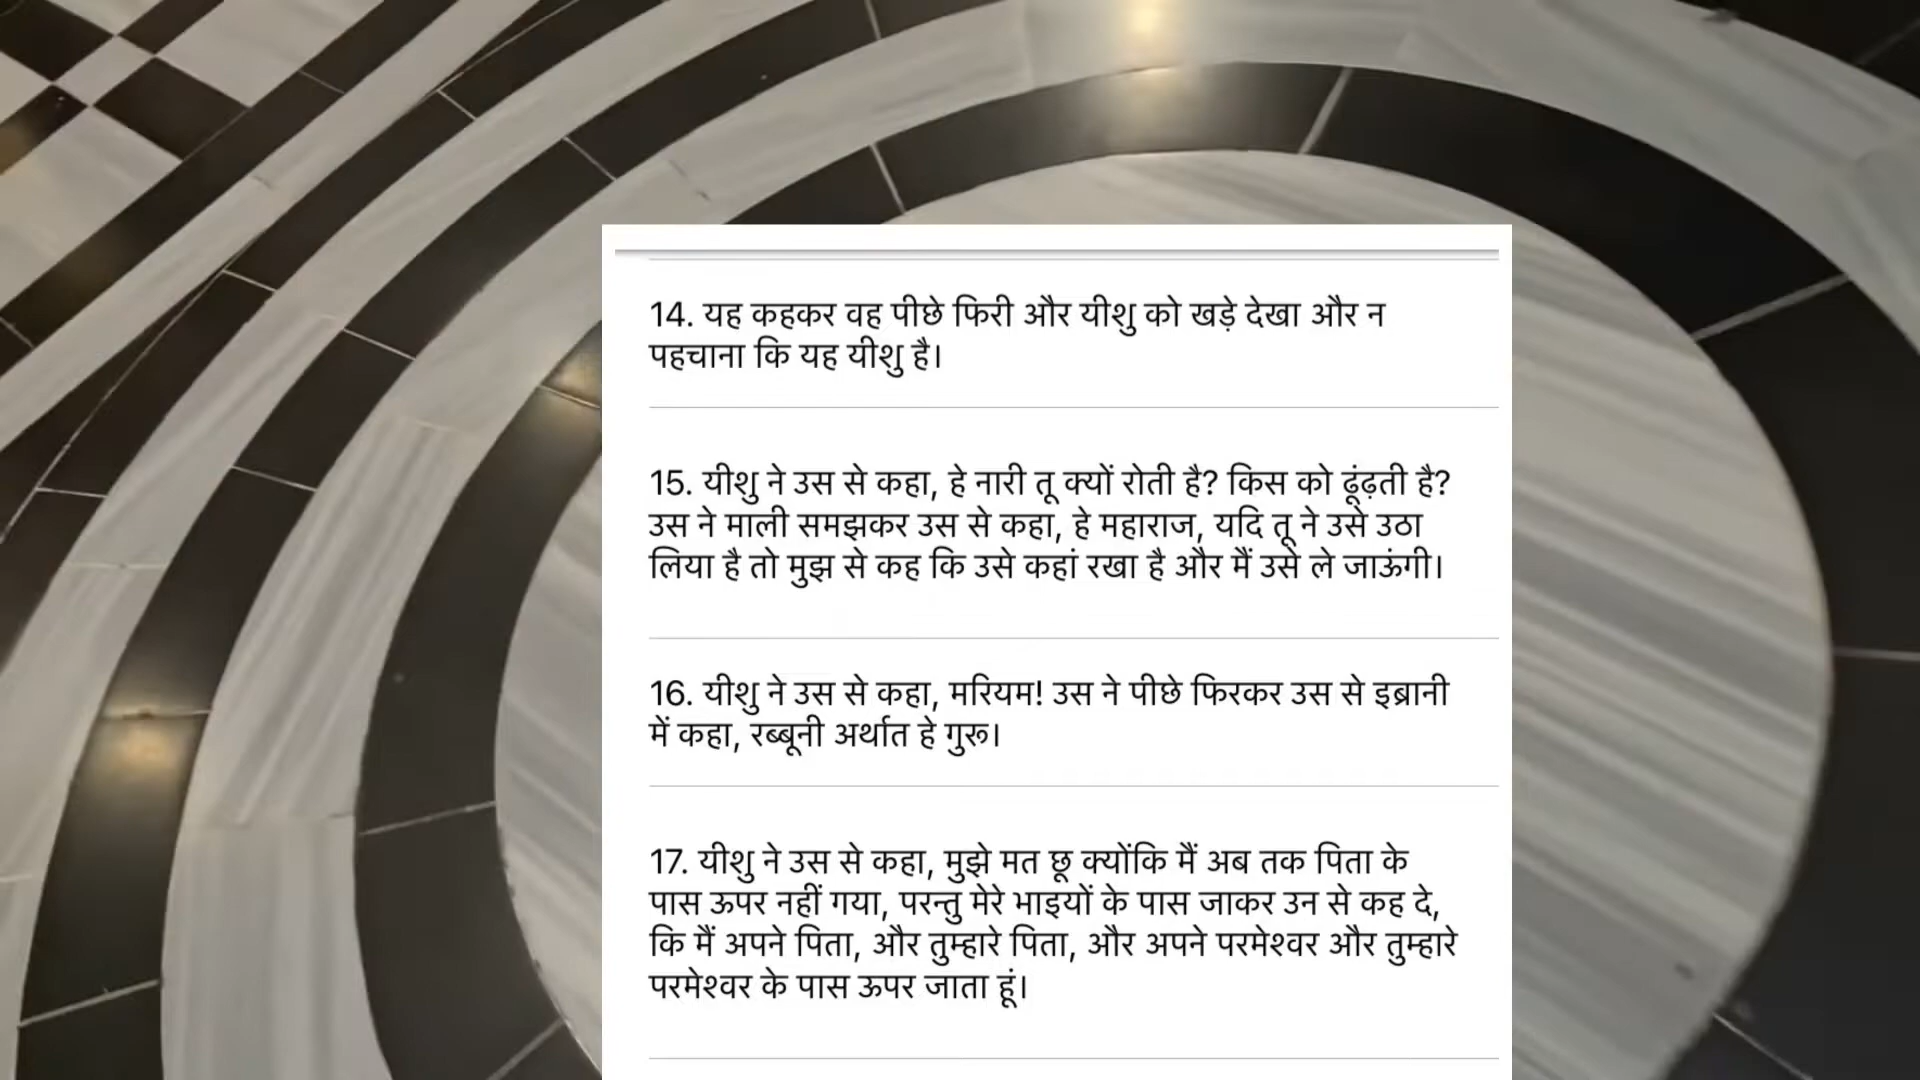 14. यह कहकर वह पीछे फिरी और यीशु को खड़े देखा और न
पहचाना कि यह यीशु है।
15. यीशु ने उस से कहा, हे नारी तू क्यों रोती है? किस को ढूंढ़ती है?
उस ने माली समझकर उस से कहा, हे महाराज, यदि तू ने उसे उठा
लिया है तो मुझ से कह कि उसे कहां रखा है और मैं उसे ले जाऊंगी।
16. यीशु ने उस से कहा, मरियम! उस ने पीछे फिरकर उस से इब्रानी
में कहा, रब्बूनी अर्थात हे गुरू।
17. यीशु ने उस से कहा, मुझे मत छू क्योंकि मैं अब तक पिता के
पास ऊपर नहीं गया, परन्तु मेरे भाइयों के पास जाकर उन से कह दे,
कि मैं अपने पिता, और तुम्हारे पिता, और अपने परमेश्वर और तुम्हारे
परमेश्वर के पास ऊपर जाता हूं।